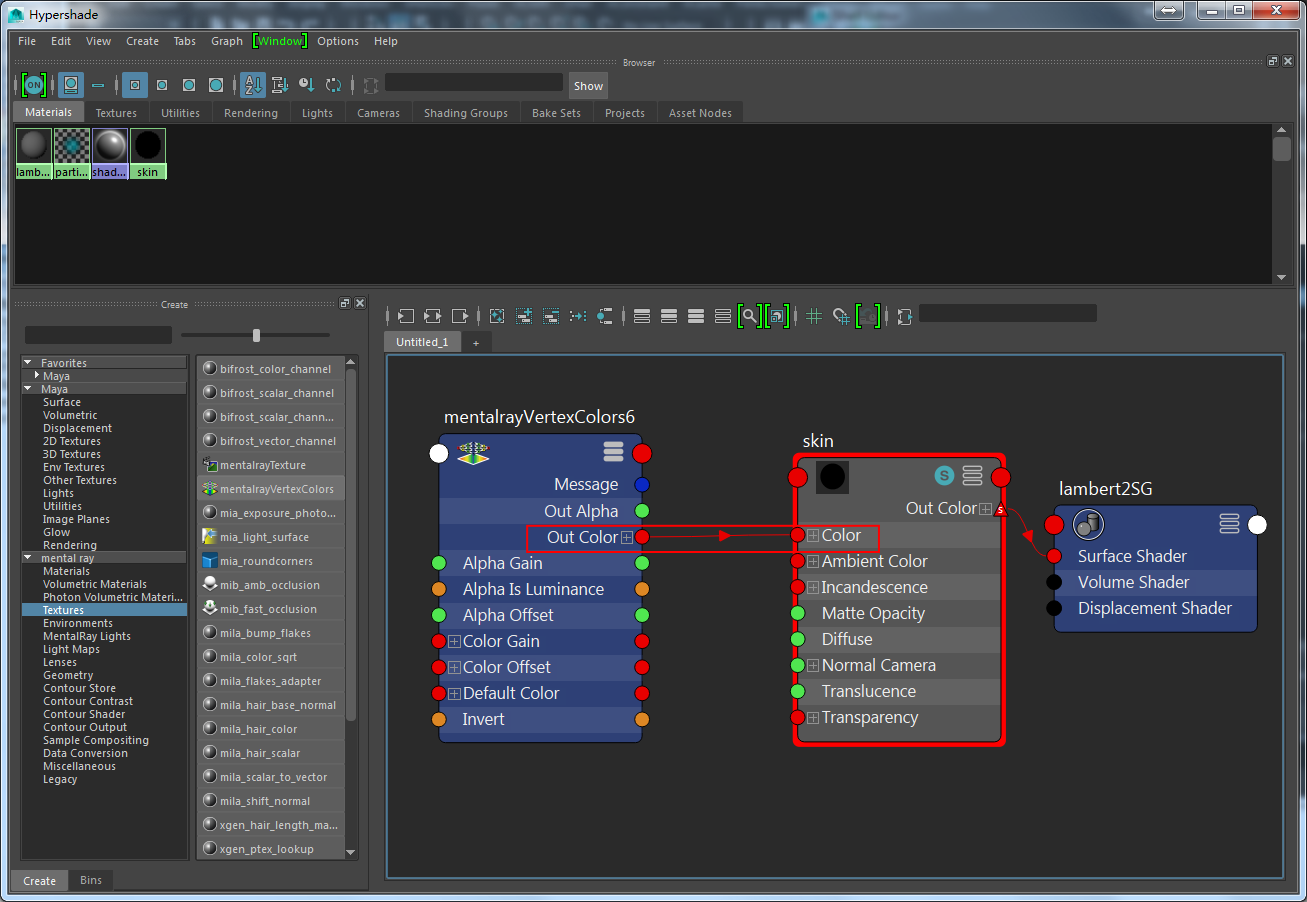 Hypershade
File Edit View Create Tabs Graph [Window] Options Help
Browser
ON
A Z
Show
Materials Textures Utilities Rendering Lights Cameras Shading Groups Bake Sets Projects Asset Nodes
lamb... parti... shad... skin
Create
Favorites
Maya
Maya
Surface
Volumetric
Displacement
2D Textures
3D Textures
Env Textures
Other Textures
Lights
Utilities
Image Planes
Glow
Rendering
mental ray
Materials
Volumetric Materials
Photon Volumetric Materi...
Textures
Environments
MentalRay Lights
Light Maps
Lenses
Geometry
Contour Store
Contour Contrast
Contour Shader
Contour Output
Sample Compositing
Data Conversion
Miscellaneous
Legacy
bifrost_color_channel
bifrost_scalar_channel
bifrost_scalar_chann...
bifrost_vector_channel
mentalrayTexture
mentalrayVertexColors
mia_exposure_photo...
mia_light_surface
mia_roundcorners
mib_amb_occlusion
mib_fast_occlusion
mila_bump_flakes
mila_color_sqrt
mila_flakes_adapter
mila_hair_base_normal
mila_hair_color
mila_hair_scalar
mila_scalar_to_vector
mila_shift_normal
xgen_hair_length_ma...
xgen_ptex_lookup
Create Bins
Untitled_1 +
mentalrayVertexColors6
Message
Out Alpha
Out Color
Alpha Gain
Alpha Is Luminance
Alpha Offset
Color Gain
Color Offset
Default Color
Invert
skin
S
Out Color s
Color
Ambient Color
Incandescence
Matte Opacity
Diffuse
Normal Camera
Translucence
Transparency
lambert2SG
Surface Shader
Volume Shader
Displacement Shader